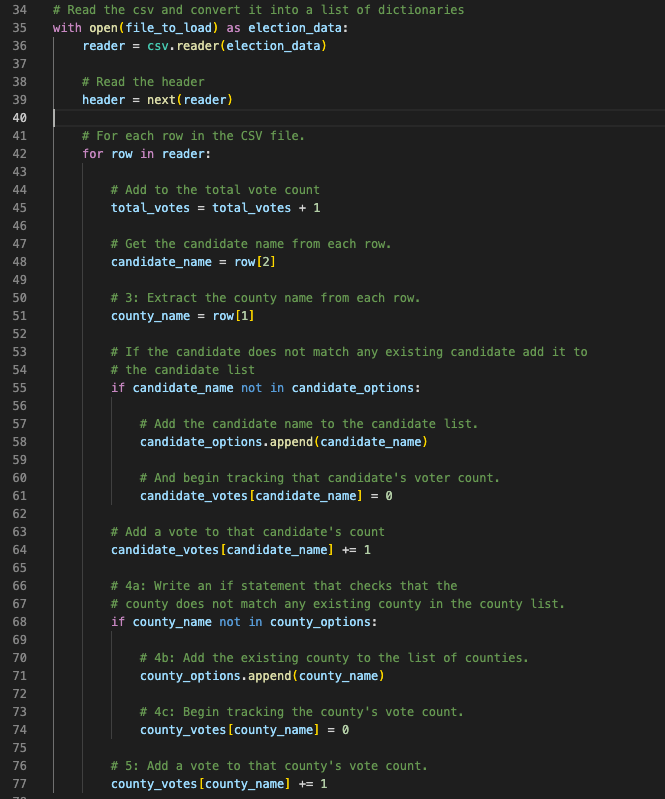 34 # Read the csv and convert it into a list of dictionaries
35 with open(file_to_load) as election_data:
36     reader = csv.reader(election_data)
37
38     # Read the header
39     header = next(reader)
40
41     # For each row in the CSV file.
42     for row in reader:
43
44         # Add to the total vote count
45         total_votes = total_votes + 1
46
47         # Get the candidate name from each row.
48         candidate_name = row[2]
49
50         # 3: Extract the county name from each row.
51         county_name = row[1]
52
53         # If the candidate does not match any existing candidate add it to
54         # the candidate list
55         if candidate_name not in candidate_options:
56
57             # Add the candidate name to the candidate list.
58             candidate_options.append(candidate_name)
59
60             # And begin tracking that candidate's voter count.
61             candidate_votes[candidate_name] = 0
62
63         # Add a vote to that candidate's count
64         candidate_votes[candidate_name] += 1
65
66         # 4a: Write an if statement that checks that the
67         # county does not match any existing county in the county list.
68         if county_name not in county_options:
69
70             # 4b: Add the existing county to the list of counties.
71             county_options.append(county_name)
72
73             # 4c: Begin tracking the county's vote count.
74             county_votes[county_name] = 0
75
76         # 5: Add a vote to that county's vote count.
77         county_votes[county_name] += 1